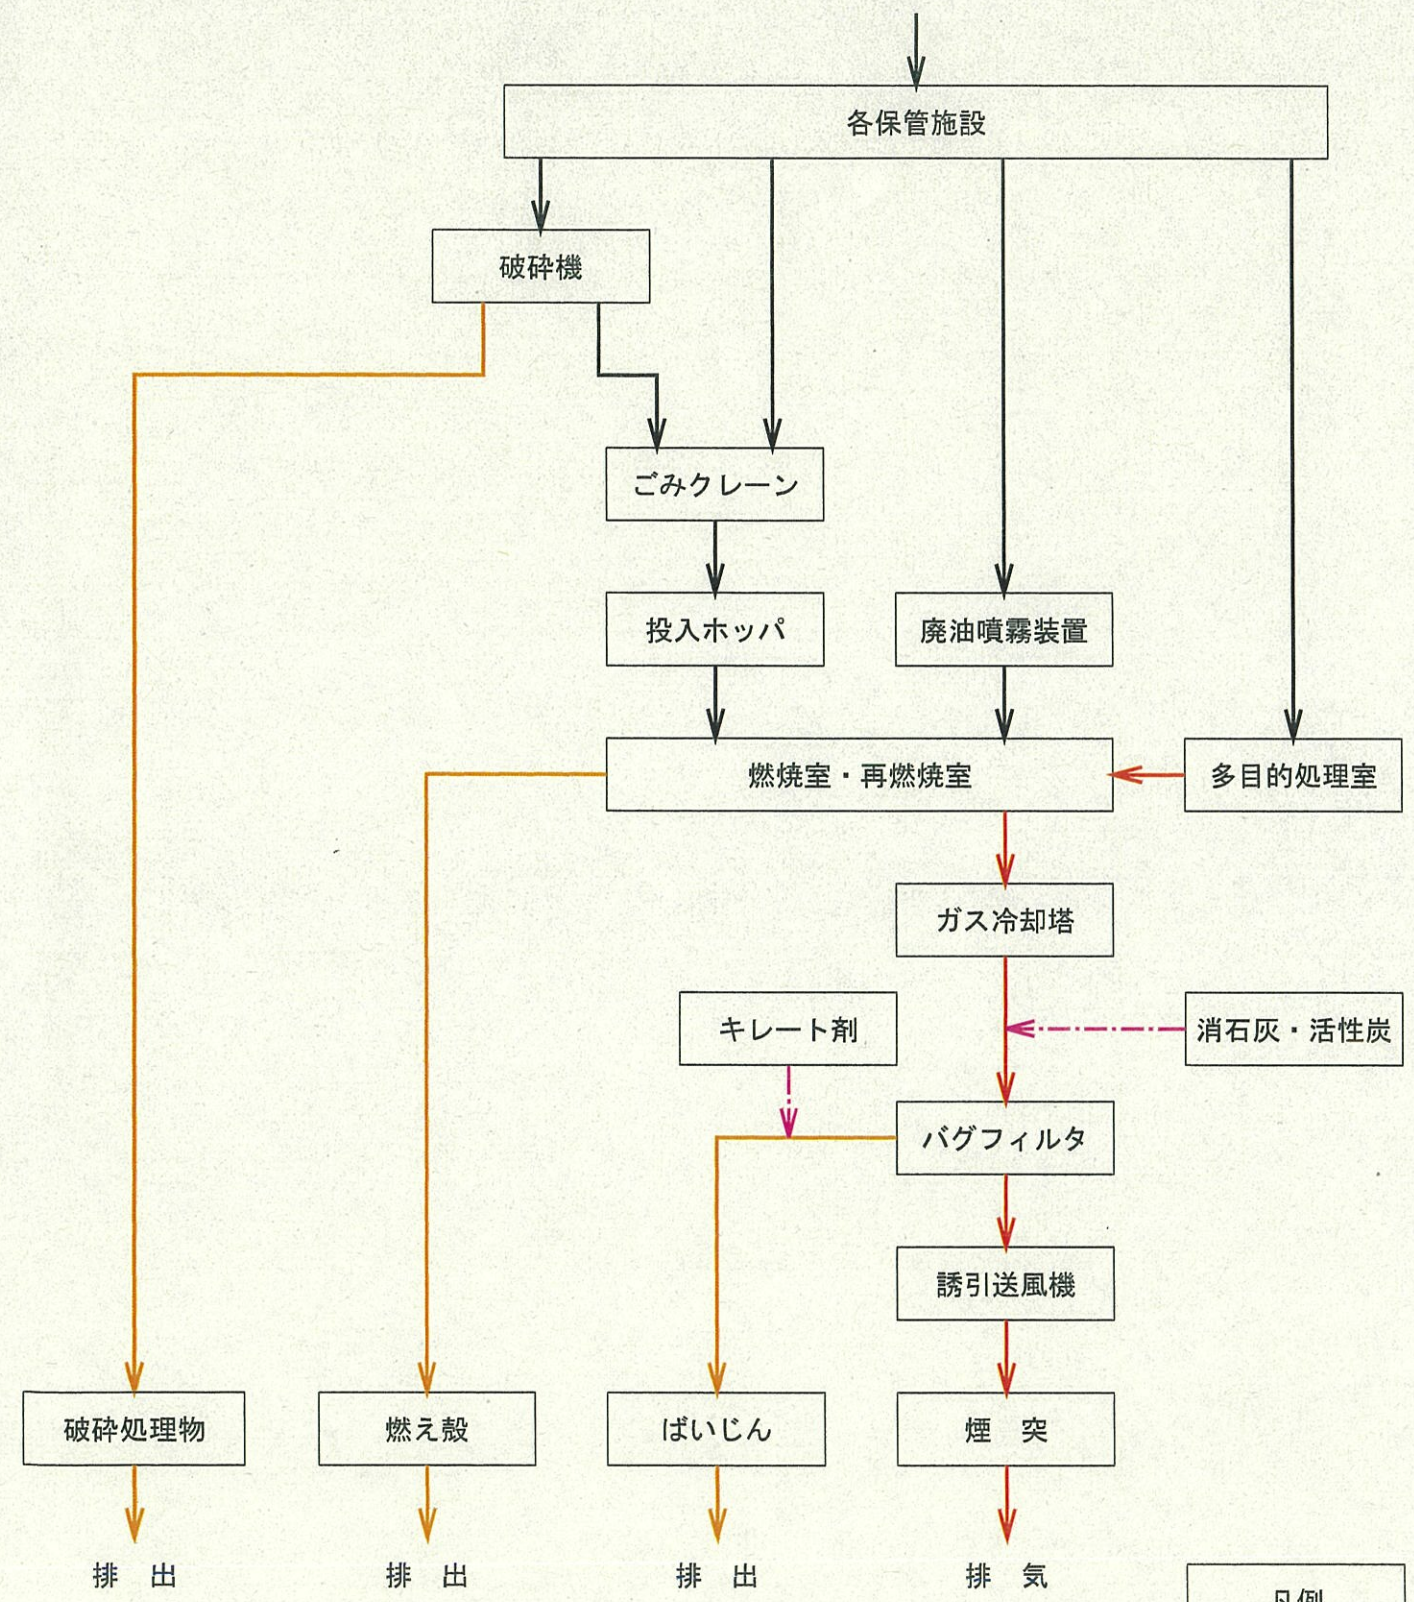 各保管施設
破砕機
ごみクレーン
投入ホッパ
廃油噴霧装置
燃焼室・再燃焼室
多目的処理室
ガス冷却塔
キレート剤
消石灰・活性炭
バグフィルタ
誘引送風機
破砕処理物
燃え殻
ばいじん
煙　突
排　出
排　出
排　出
排　気
凡例